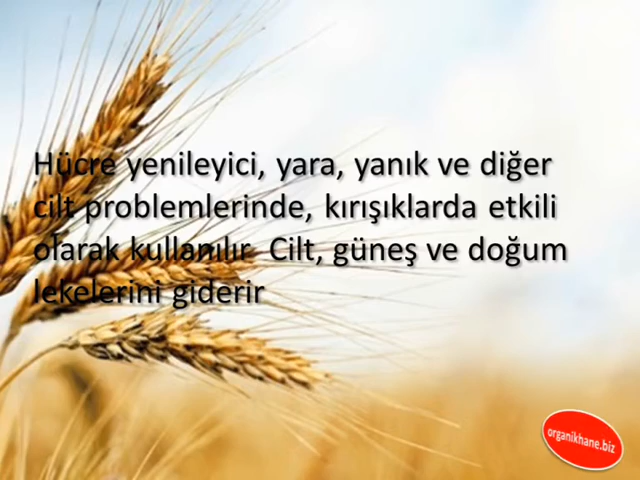 Hücre yenileyici, yara, yanık ve diğer
cilt problemlerinde, kırışıklarda etkili
olarak kullanılır Cilt, güneş ve doğum
lekelerini giderir
organikhane.biz